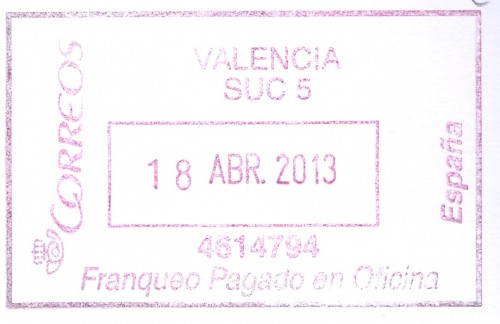 CORREOS
VALENCIA
SUC 5
18 ABR. 2013
4614794
Franqueo Pagado en Oficina
España